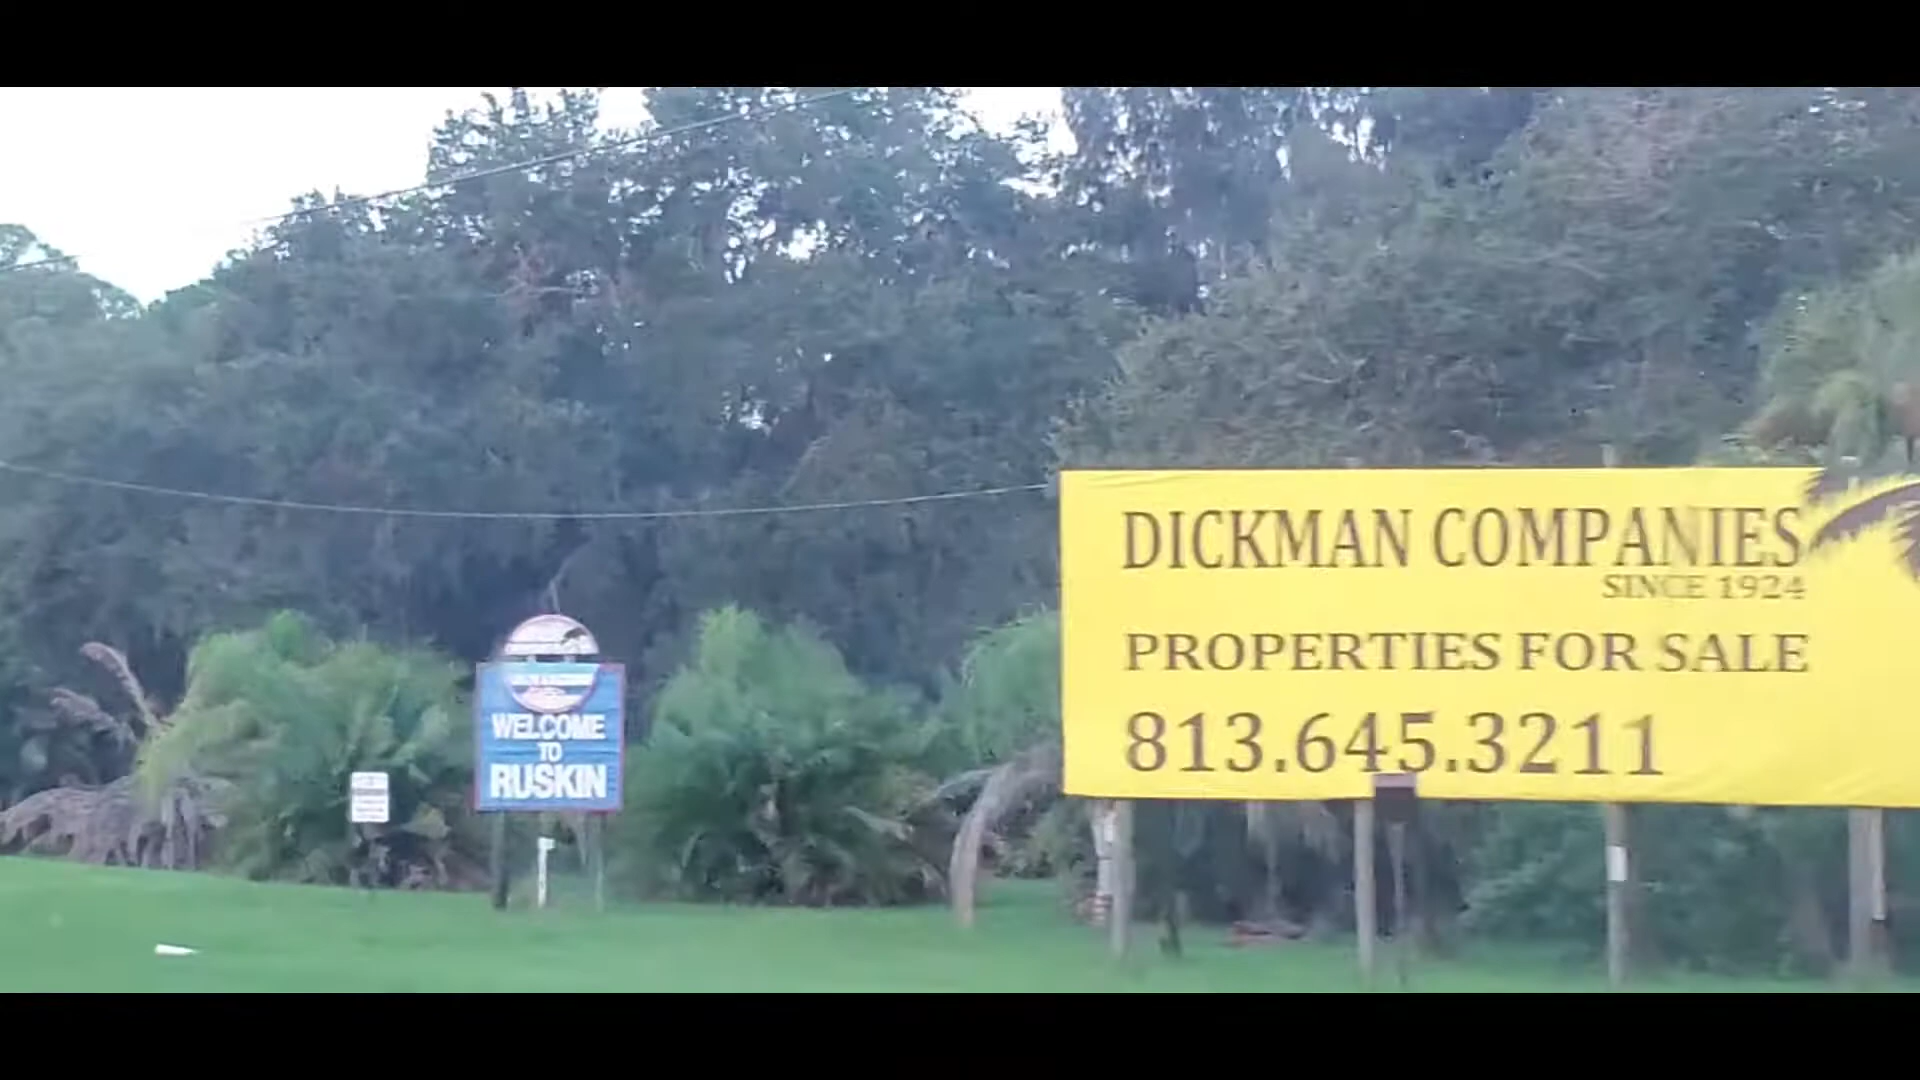 WELCOME
TO
RUSKIN
DICKMAN COMPANIES
SINCE 1924
PROPERTIES FOR SALE
813.645.3211